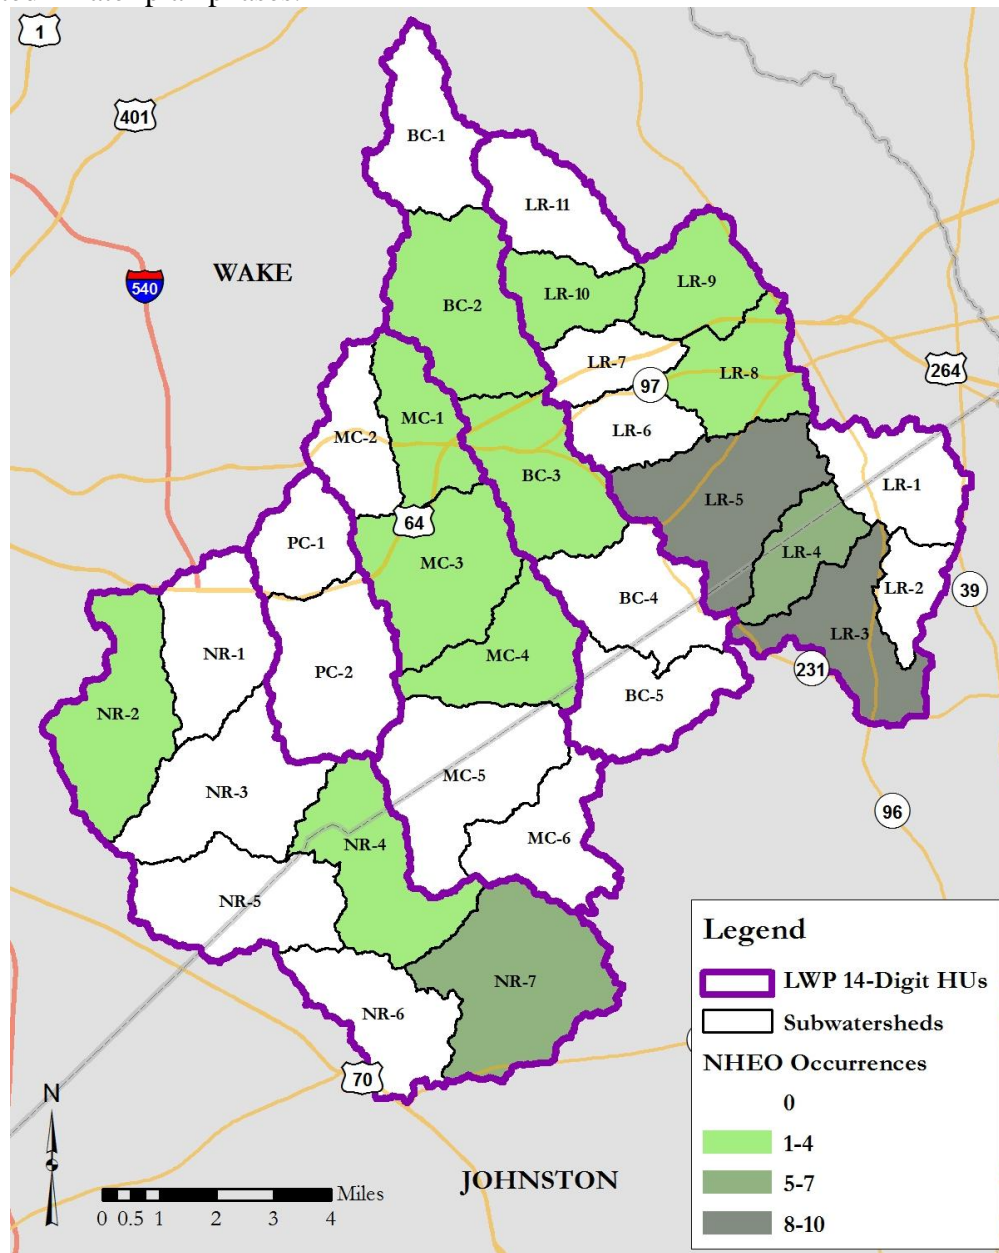 1
401
BC-1
LR-11
WAKE
540
LR-9
LR-10
BC-2
LR-7
LR-8
264
97
MC-1
MC-2
LR-6
BC-3
LR-1
LR-5
64
PC-1
LR-4
MC-3
LR-2
39
BC-4
LR-3
NR-1
MC-4
PC-2
231
BC-5
NR-2
MC-5
NR-3
96
MC-6
NR-4
NR-5
NR-7
NR-6
70
N
JOHNSTON
Miles
0 0.5 1 2 3 4
Legend
LWP 14-Digit HUs
Subwatersheds
NHEO Occurrences
0
1-4
5-7
8-10